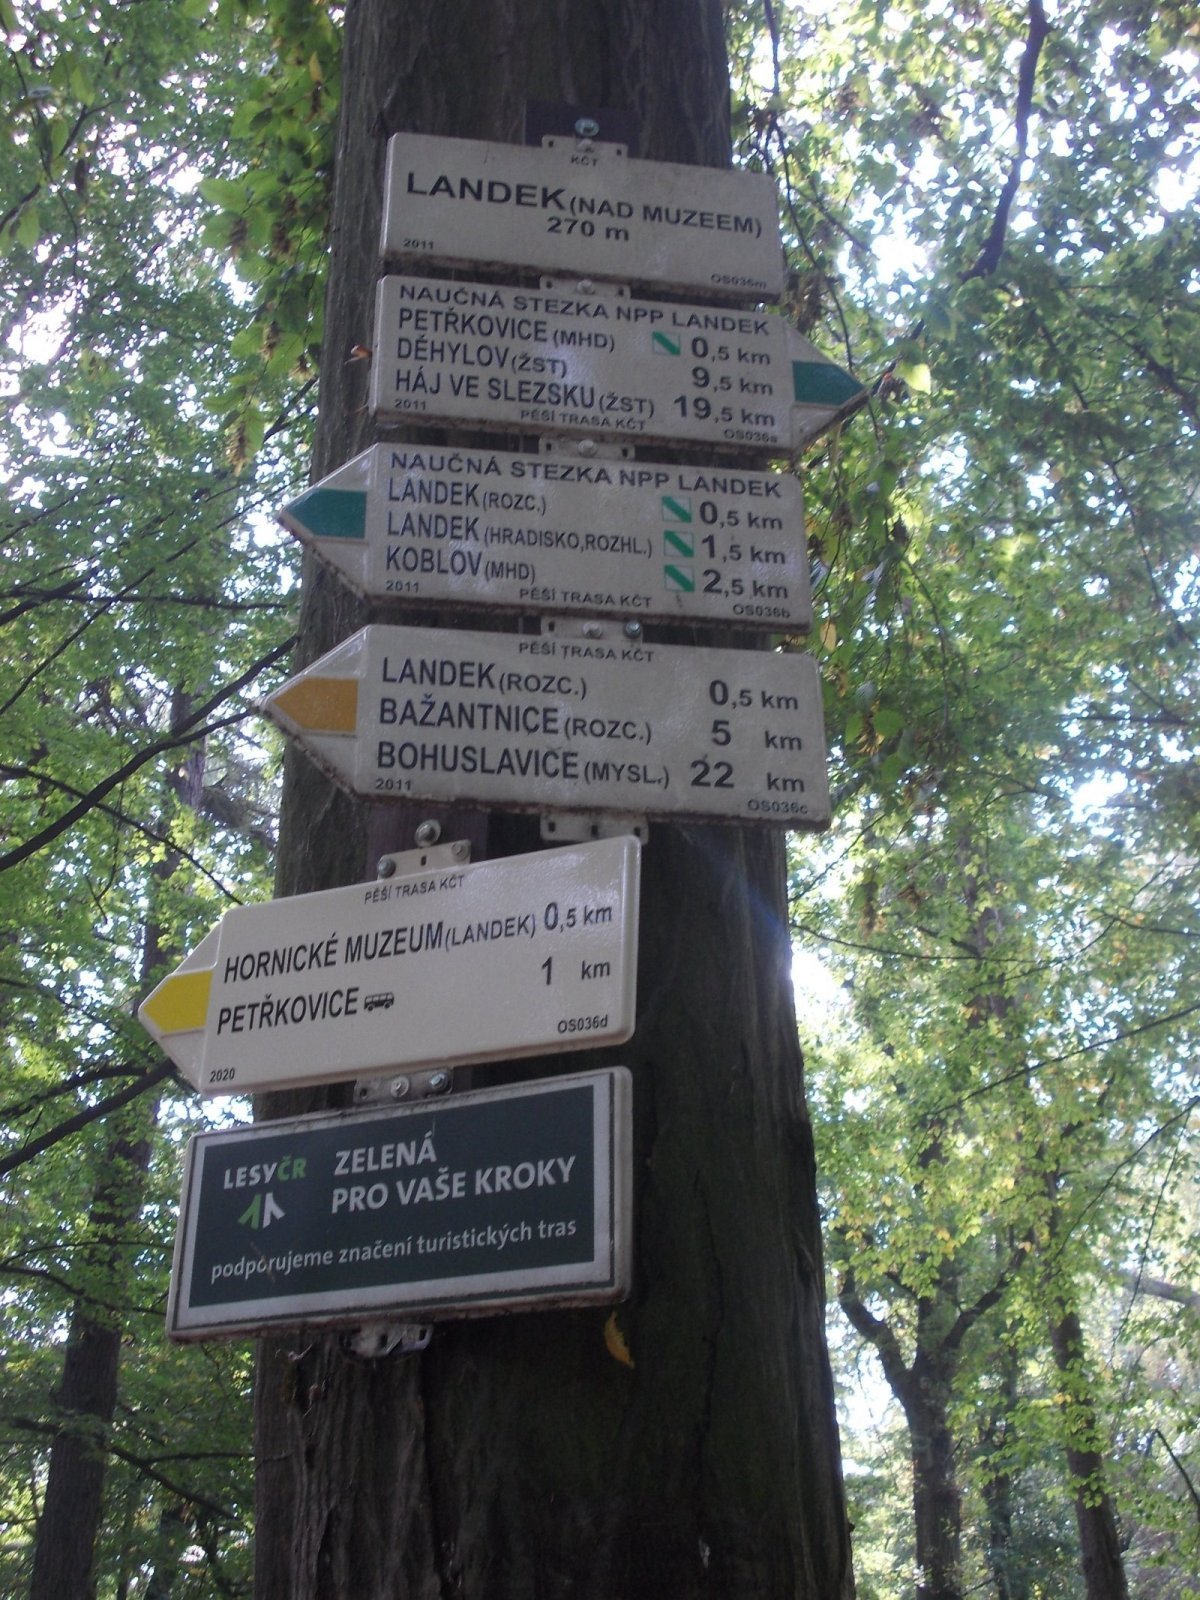 KČT
LANDEK (NAD MUZEEM)
270 m
2011 OS036m
NAUČNÁ STEZKA NPP LANDEK
PETŘKOVICE (MHD) 0,5 km
DĚHYLOV (ŽST) 9,5 km
HÁJ VE SLEZSKU (ŽST) 19,5 km
2011 PĚŠÍ TRASA KČT OS036a
NAUČNÁ STEZKA NPP LANDEK
LANDEK (ROZC.) 0,5 km
LANDEK (HRADISKO,ROZHL.) 1,5 km
KOBLOV (MHD) 2,5 km
2011 PĚŠÍ TRASA KČT OS036b
PĚŠÍ TRASA KČT
LANDEK (ROZC.) 0,5 km
BAŽANTNICE (ROZC.) 5 km
BOHUSLAVICE (MYSL.) 22 km
2011 OS036c
PĚŠÍ TRASA KČT
HORNICKÉ MUZEUM (LANDEK) 0,5 km
PETŘKOVICE 1 km
2020 OS036d
LESY ČR
ZELENÁ
PRO VAŠE KROKY
podporujeme značení turistických tras